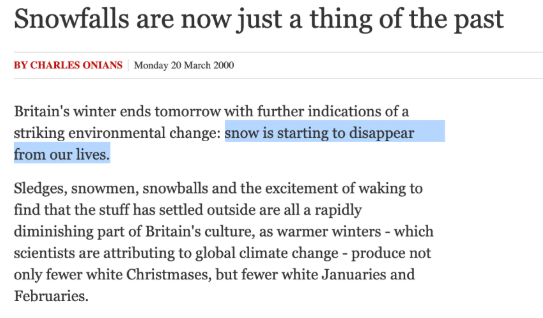 Snowfalls are now just a thing of the past
BY CHARLES ONIANS Monday 20 March 2000
Britain's winter ends tomorrow with further indications of a
striking environmental change: snow is starting to disappear
from our lives.
Sledges, snowmen, snowballs and the excitement of waking to
find that the stuff has settled outside are all a rapidly
diminishing part of Britain's culture, as warmer winters - which
scientists are attributing to global climate change - produce not
only fewer white Christmases, but fewer white Januaries and
Februaries.